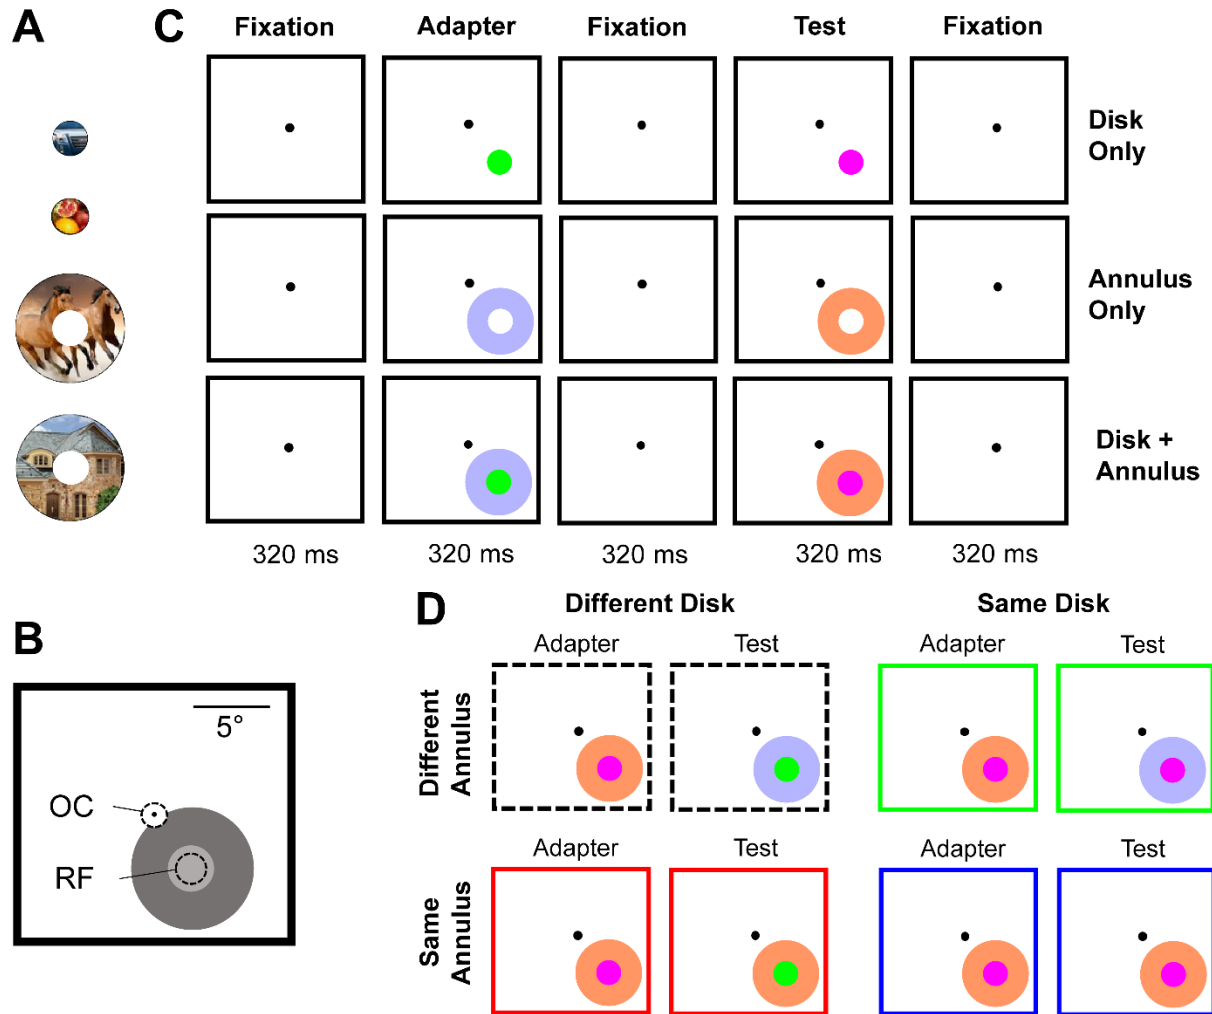 A
C
Fixation
Adapter
Fixation
Test
Fixation
Disk
Only
Annulus
Only
Disk +
Annulus
320 ms
320 ms
320 ms
320 ms
320 ms
B
5°
OC
RF
D
Different Disk
Same Disk
Adapter
Test
Adapter
Test
Different
Annulus
Adapter
Test
Adapter
Test
Same
Annulus